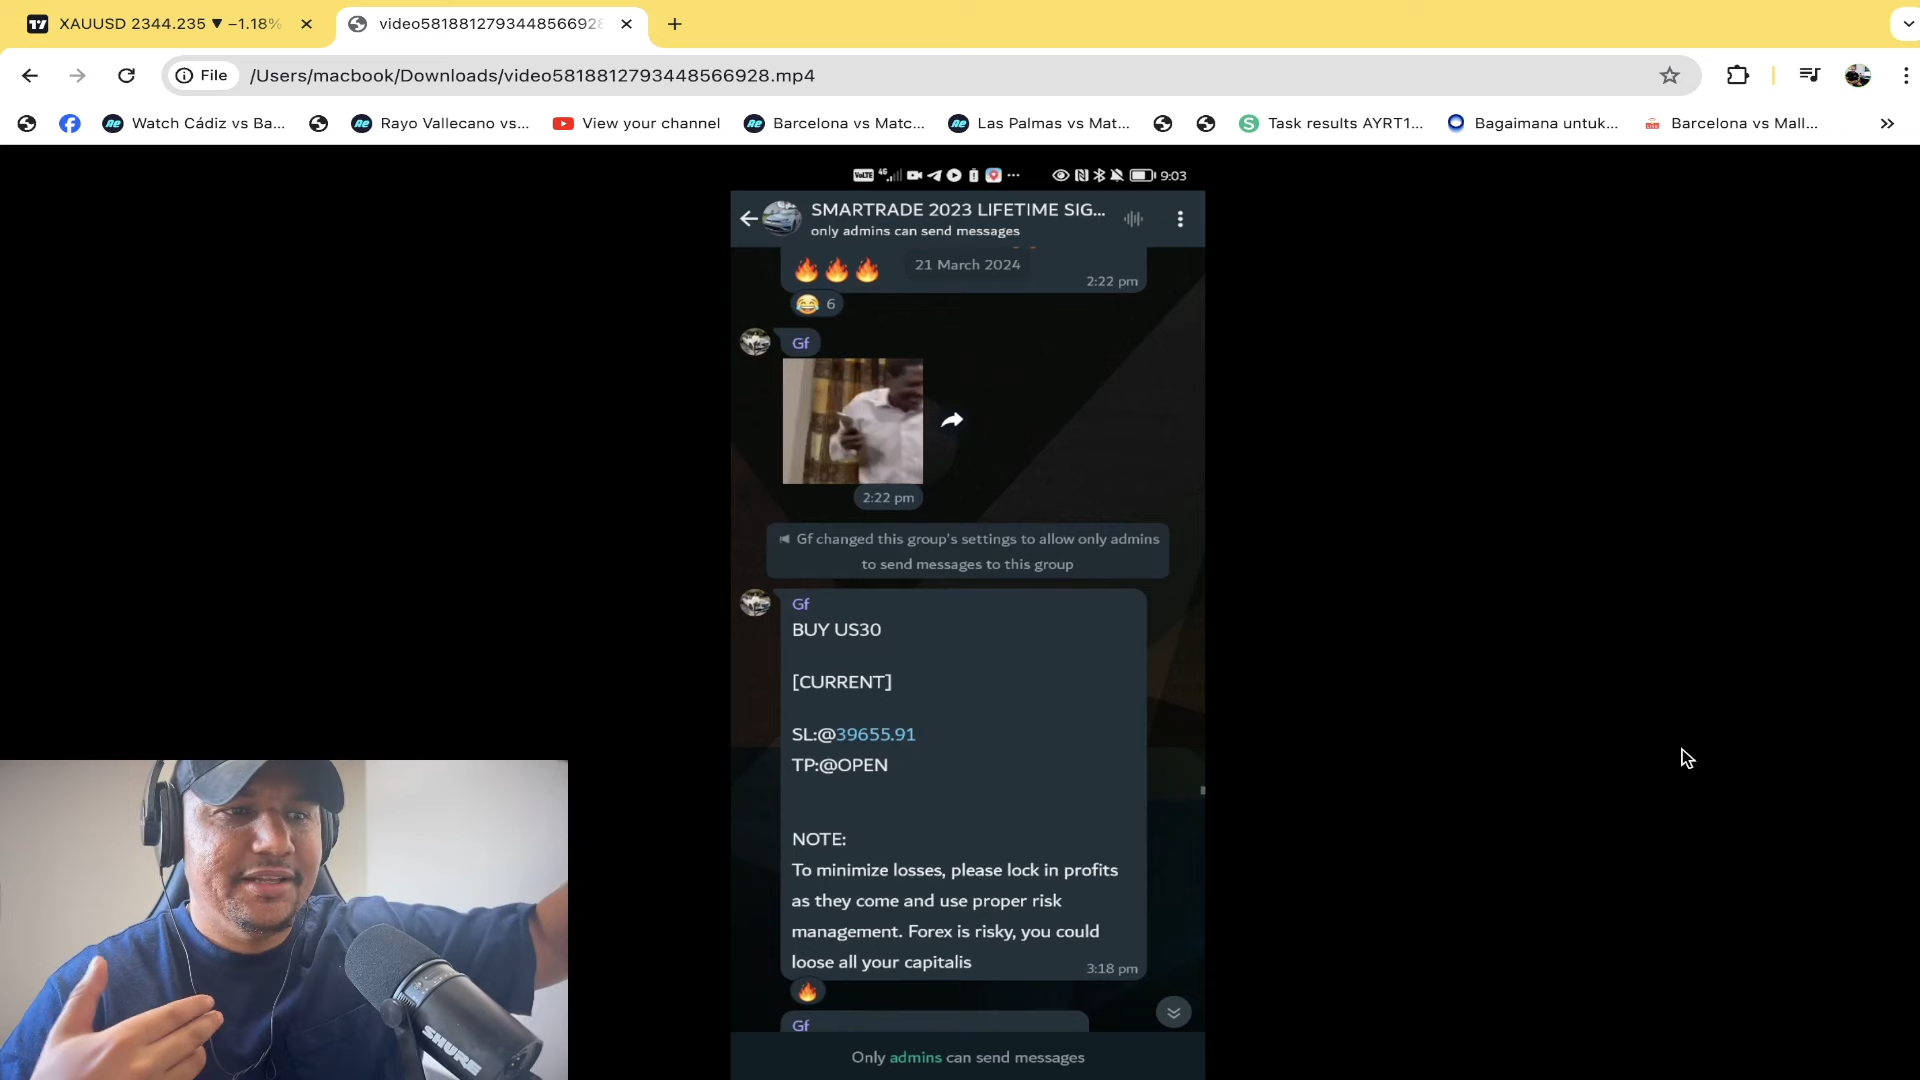 XAUUSD 2344.235 ▼ −1.18%
video5818812793448566928
File
/Users/macbook/Downloads/video5818812793448566928.mp4
Watch Cádiz vs Ba...
Rayo Vallecano vs...
View your channel
Barcelona vs Matc...
Las Palmas vs Mat...
Task results AYRT1...
Bagaimana untuk...
Barcelona vs Mall...
VoLTE 4G
9:03
SMARTRADE 2023 LIFETIME SIG...
only admins can send messages
🔥🔥🔥
21 March 2024
2:22 pm
😂 6
Gf
2:22 pm
Gf changed this group's settings to allow only admins
to send messages to this group
Gf
BUY US30
[CURRENT]
SL:@39655.91
TP:@OPEN
NOTE:
To minimize losses, please lock in profits
as they come and use proper risk
management. Forex is risky, you could
loose all your capitalis
3:18 pm
🔥
Gf
Only admins can send messages
SHURE